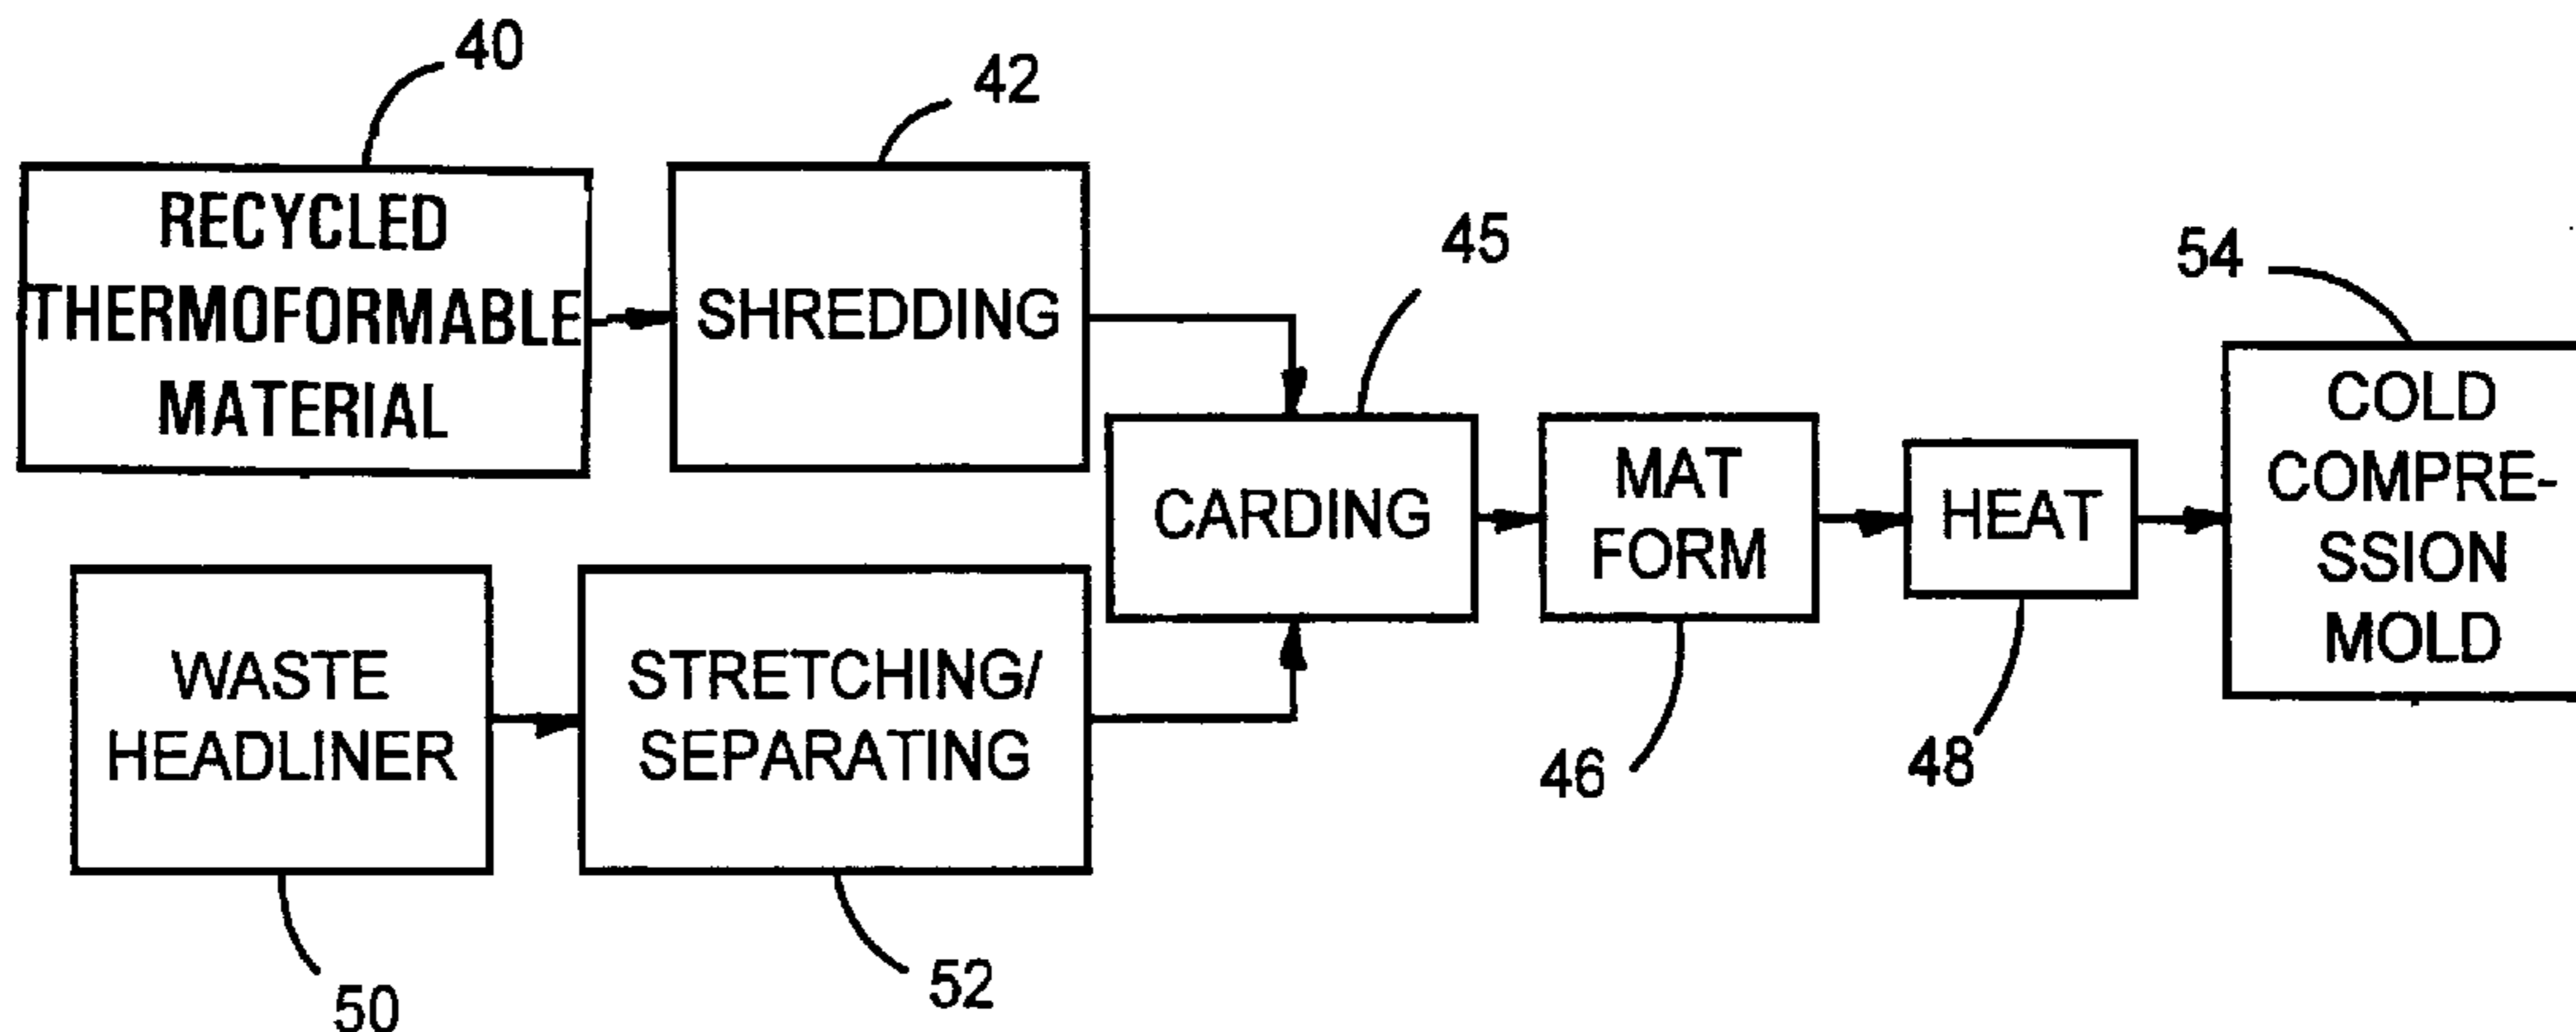 40
42
RECYCLED
THERMOFORMABLE
MATERIAL
SHREDDING
45
54
CARDING
MAT
FORM
HEAT
COLD
COMPRE-
SSION
MOLD
WASTE
HEADLINER
STRETCHING/
SEPARATING
46
48
50
52